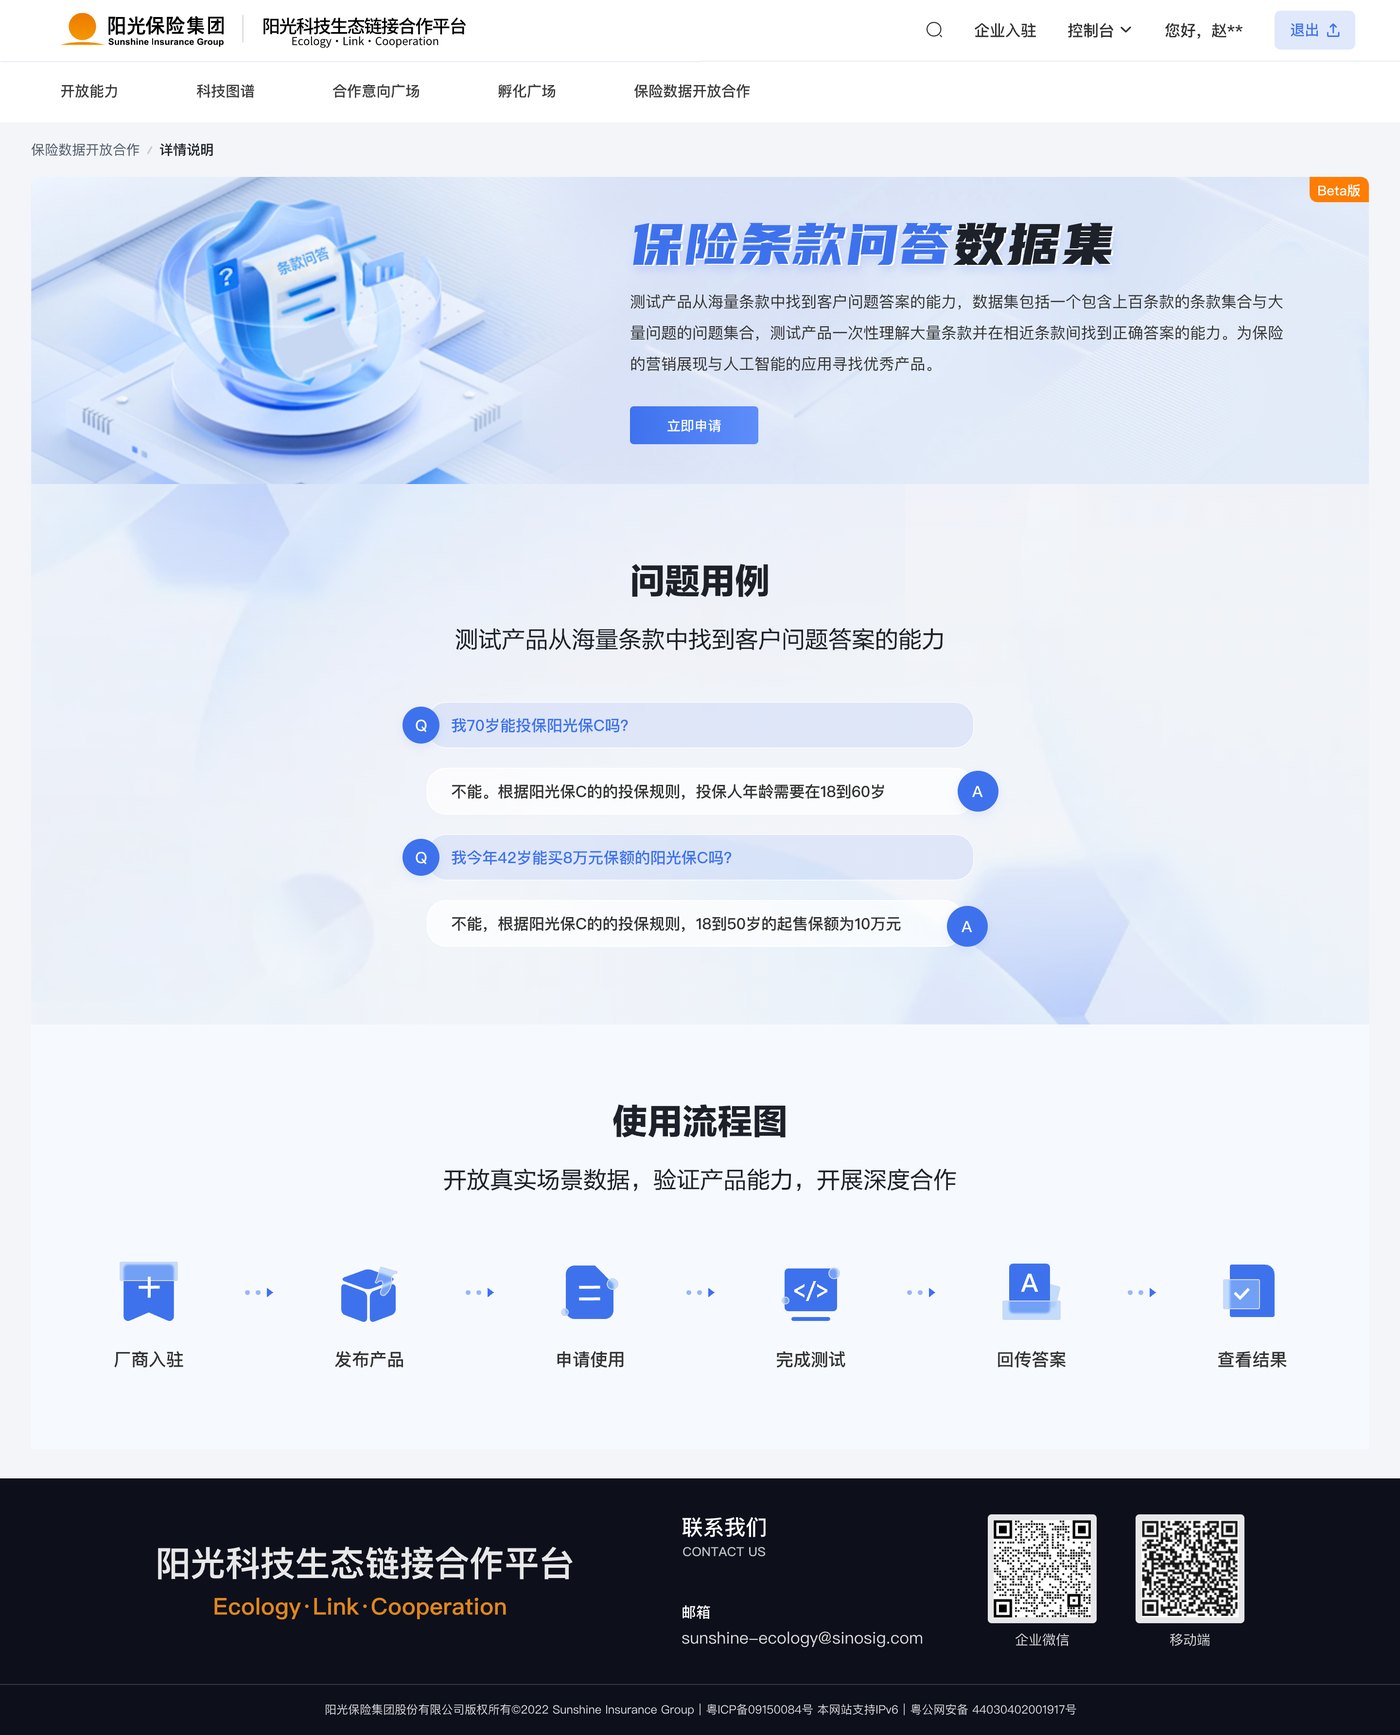 阳光保险集团
Sunshine Insurance Group
阳光科技生态链接合作平台
Ecology · Link · Cooperation
企业入驻
控制台
您好，赵**
退出
开放能力
科技图谱
合作意向广场
孵化广场
保险数据开放合作
保险数据开放合作 / 详情说明
Beta版
条款问答
?
保险条款问答数据集
测试产品从海量条款中找到客户问题答案的能力，数据集包括一个包含上百条款的条款集合与大
量问题的问题集合，测试产品一次性理解大量条款并在相近条款间找到正确答案的能力。为保险
的营销展现与人工智能的应用寻找优秀产品。
立即申请
问题用例
测试产品从海量条款中找到客户问题答案的能力
Q 我70岁能投保阳光保C吗?
不能。根据阳光保C的的投保规则，投保人年龄需要在18到60岁 A
Q 我今年42岁能买8万元保额的阳光保C吗?
不能，根据阳光保C的的投保规则，18到50岁的起售保额为10万元 A
使用流程图
开放真实场景数据，验证产品能力，开展深度合作
</>
A
厂商入驻
发布产品
申请使用
完成测试
回传答案
查看结果
阳光科技生态链接合作平台
Ecology·Link·Cooperation
联系我们
CONTACT US
邮箱
sunshine-ecology@sinosig.com
企业微信
移动端
阳光保险集团股份有限公司版权所有©2022 Sunshine Insurance Group | 粤ICP备09150084号 本网站支持IPv6 | 粤公网安备 44030402001917号